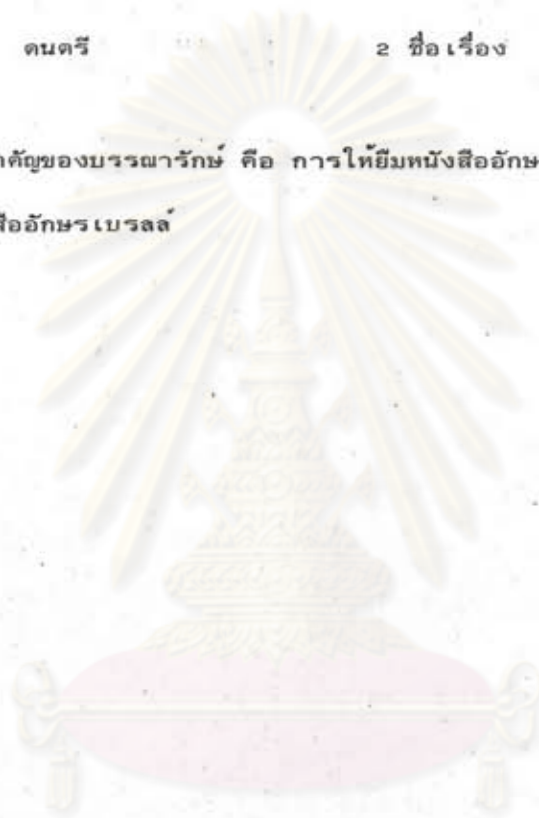 ดนตรี 2 ชื่อเรื่อง
าคัญของบรรณารักษ์ คือ การให้ยืมหนังสืออักษ
สืออักษรเบรลล์